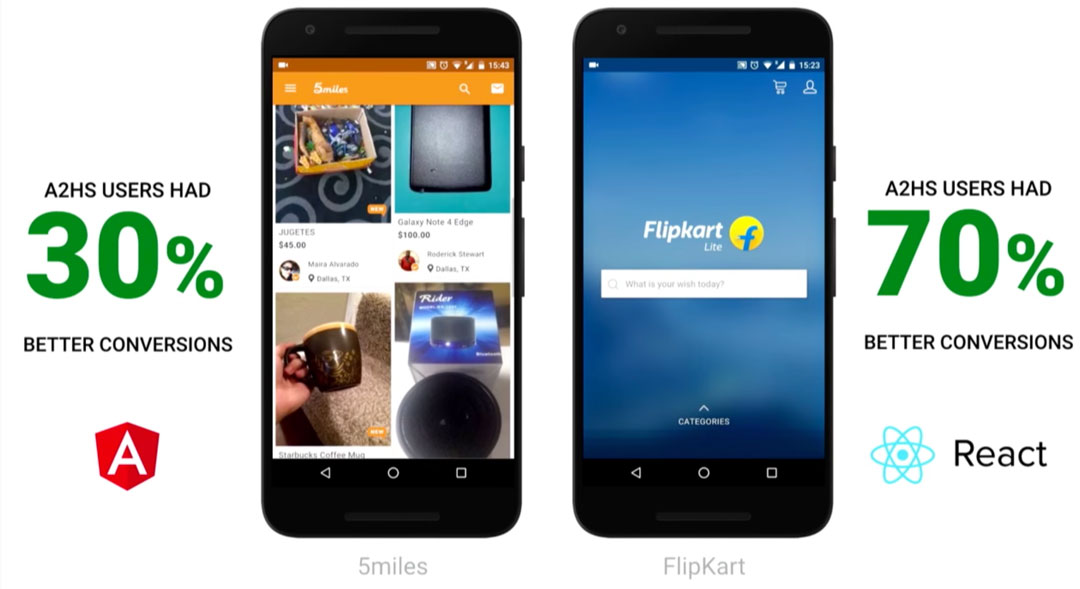 A2HS USERS HAD
30%
BETTER CONVERSIONS
15:43
5miles
NEW
JUGETES
$45.00
Maira Alvarado
Dallas, TX
Galaxy Note 4 Edge
$100.00
Roderick Stewart
Dallas, TX
NEW
Starbucks Coffee Mug
Rider
Bluetooth
5miles
15:23
Flipkart
Lite
What is your wish today?
CATEGORIES
FlipKart
A2HS USERS HAD
70%
BETTER CONVERSIONS
React